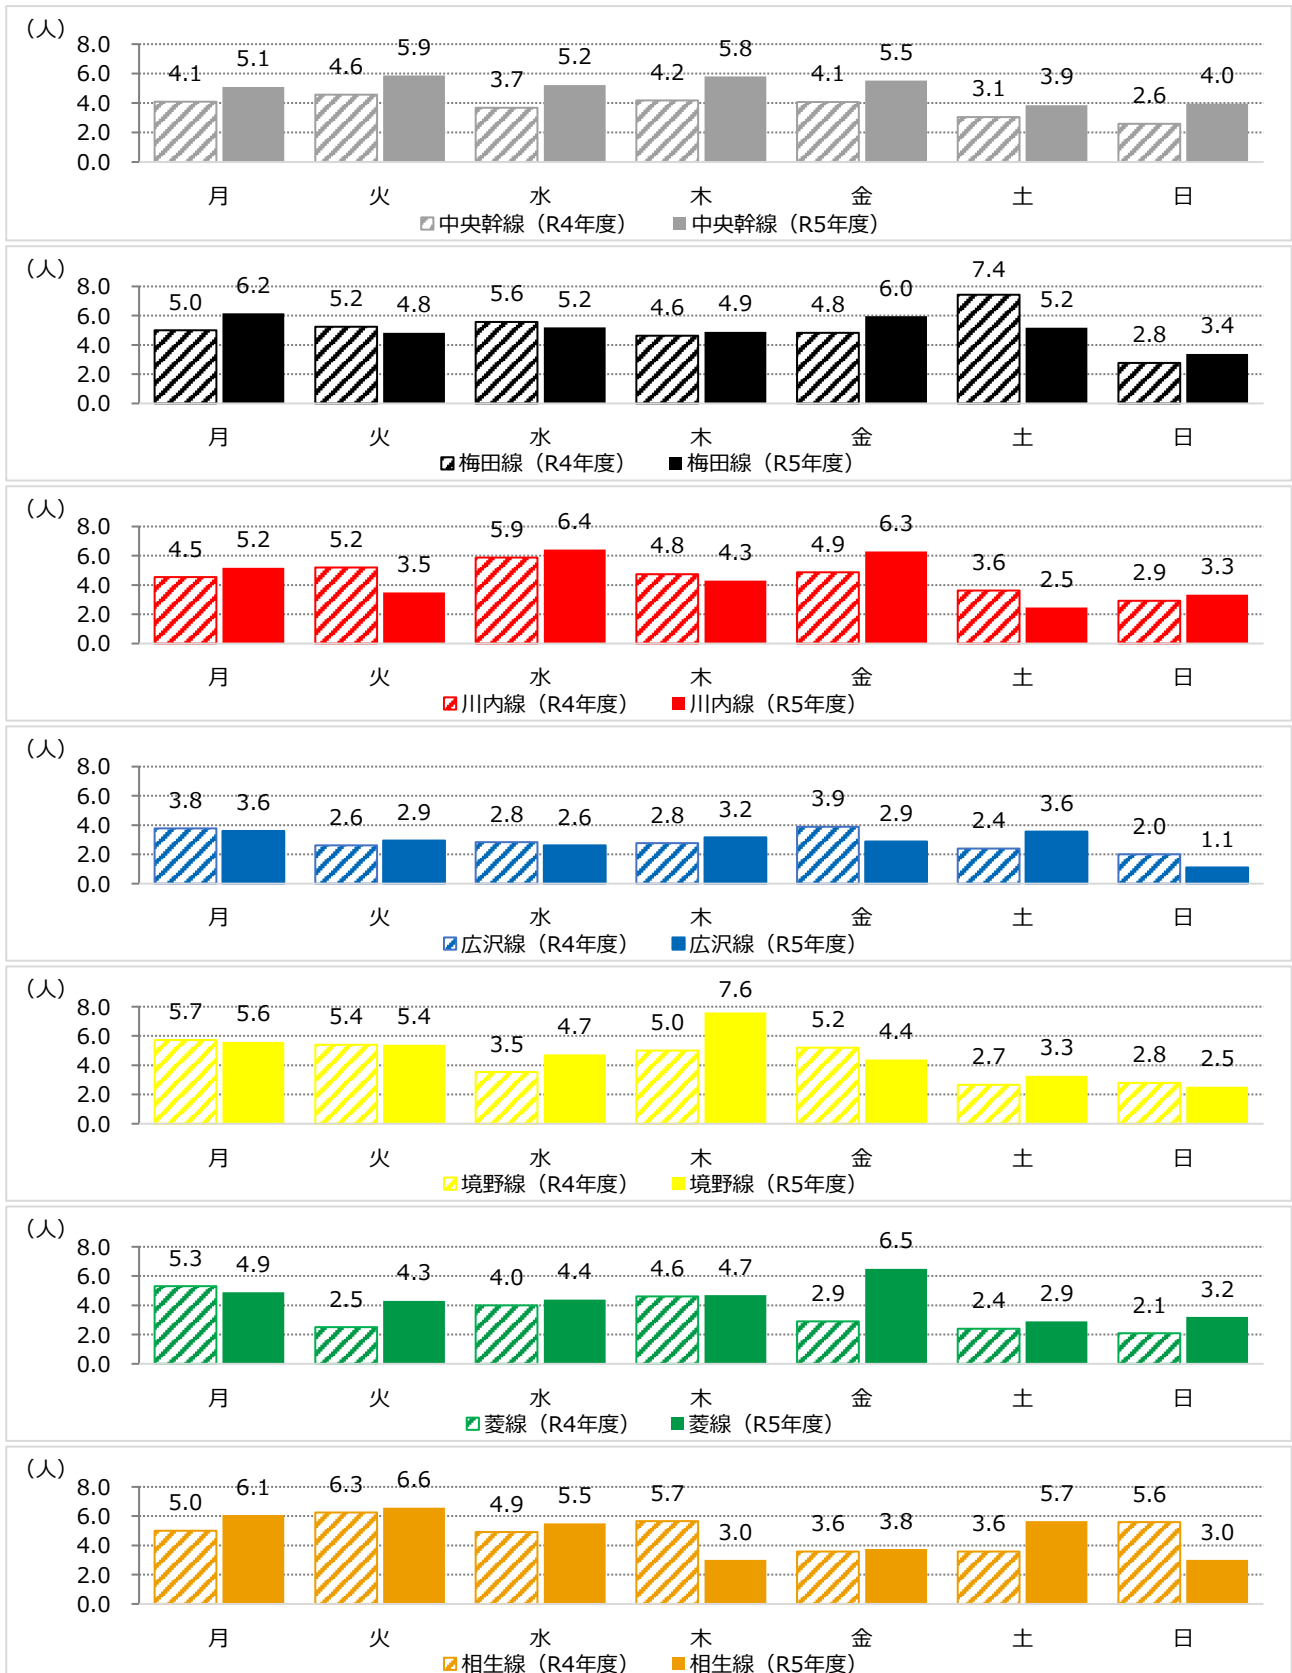 （人）
8.0
6.0
4.0
2.0
0.0
4.1 5.1 4.6 5.9 3.7 5.2 4.2 5.8 4.1 5.5 3.1 3.9 2.6 4.0
月 火 水 木 金 土 日
中央幹線（R4年度） 中央幹線（R5年度）
（人）
8.0
6.0
4.0
2.0
0.0
5.0 6.2 5.2 4.8 5.6 5.2 4.6 4.9 4.8 6.0 7.4 5.2 2.8 3.4
月 火 水 木 金 土 日
梅田線（R4年度） 梅田線（R5年度）
（人）
8.0
6.0
4.0
2.0
0.0
4.5 5.2 5.2 3.5 5.9 6.4 4.8 4.3 4.9 6.3 3.6 2.5 2.9 3.3
月 火 水 木 金 土 日
川内線（R4年度） 川内線（R5年度）
（人）
8.0
6.0
4.0
2.0
0.0
3.8 3.6 2.6 2.9 2.8 2.6 2.8 3.2 3.9 2.9 2.4 3.6 2.0 1.1
月 火 水 木 金 土 日
広沢線（R4年度） 広沢線（R5年度）
（人）
8.0
6.0
4.0
2.0
0.0
5.7 5.6 5.4 5.4 3.5 4.7 5.0 7.6 5.2 4.4 2.7 3.3 2.8 2.5
月 火 水 木 金 土 日
境野線（R4年度） 境野線（R5年度）
（人）
8.0
6.0
4.0
2.0
0.0
5.3 4.9 2.5 4.3 4.0 4.4 4.6 4.7 2.9 6.5 2.4 2.9 2.1 3.2
月 火 水 木 金 土 日
菱線（R4年度） 菱線（R5年度）
（人）
8.0
6.0
4.0
2.0
0.0
5.0 6.1 6.3 6.6 4.9 5.5 5.7 3.0 3.6 3.8 3.6 5.7 5.6 3.0
月 火 水 木 金 土 日
相生線（R4年度） 相生線（R5年度）